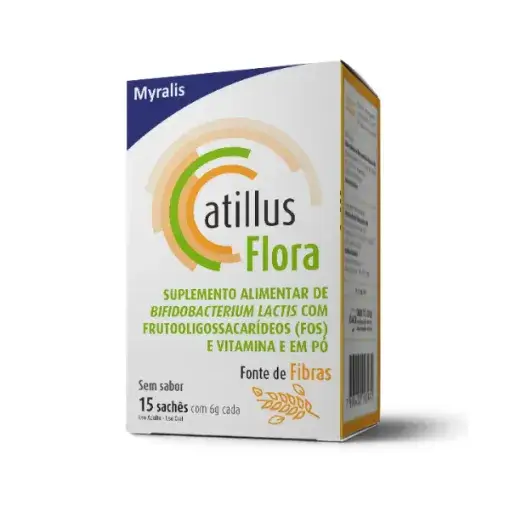 Myralis
Catillus
Flora
SUPLEMENTO ALIMENTAR DE
BIFIDOBACTERIUM LACTIS COM
FRUTOOLIGOSSACARÍDEOS (FOS)
E VITAMINA E EM PÓ
Fonte de Fibras
Sem sabor
15 sachês com 6g cada